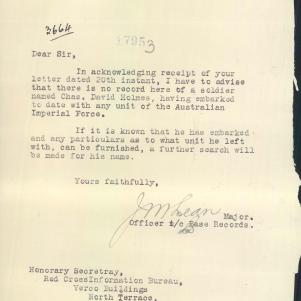 3664
17953
Dear Sir,
In acknowledging receipt of your
letter dated 20th instant, I have to advise
that there is no record here of a soldier
named Chas. David Holmes, having embarked
to date with any unit of the Australian
Imperial Force.
If it is known that he has embarked
and any particulars as to what unit he left
with, can be furnished, a further search will
be made for his name.
Yours faithfully,
J M Lean
Major.
Officer i/c Base Records.
Honorary Secretray,
Red CrossInformation Bureau,
Verco Buildings
North Terrace.